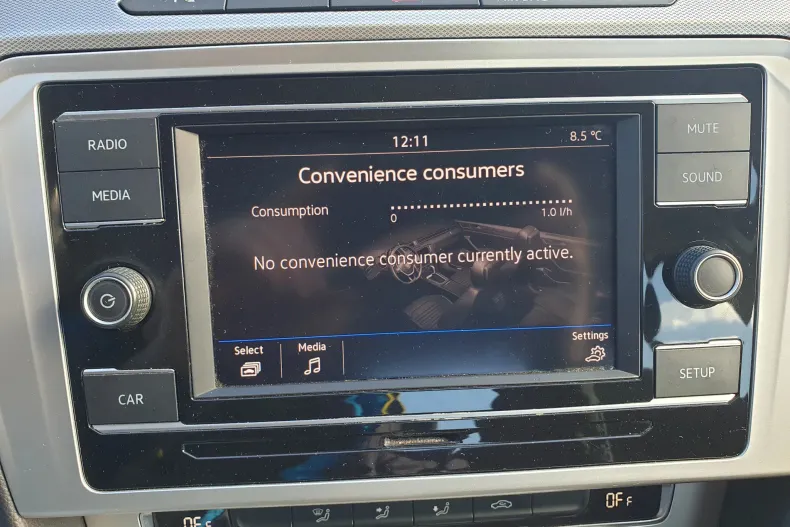 12:11 8.5 °C
RADIO
MUTE
Convenience consumers
SOUND
MEDIA
Consumption
0 1.0 l/h
No convenience consumer currently active.
Select Media Settings
CAR
SETUP
OFF OFF